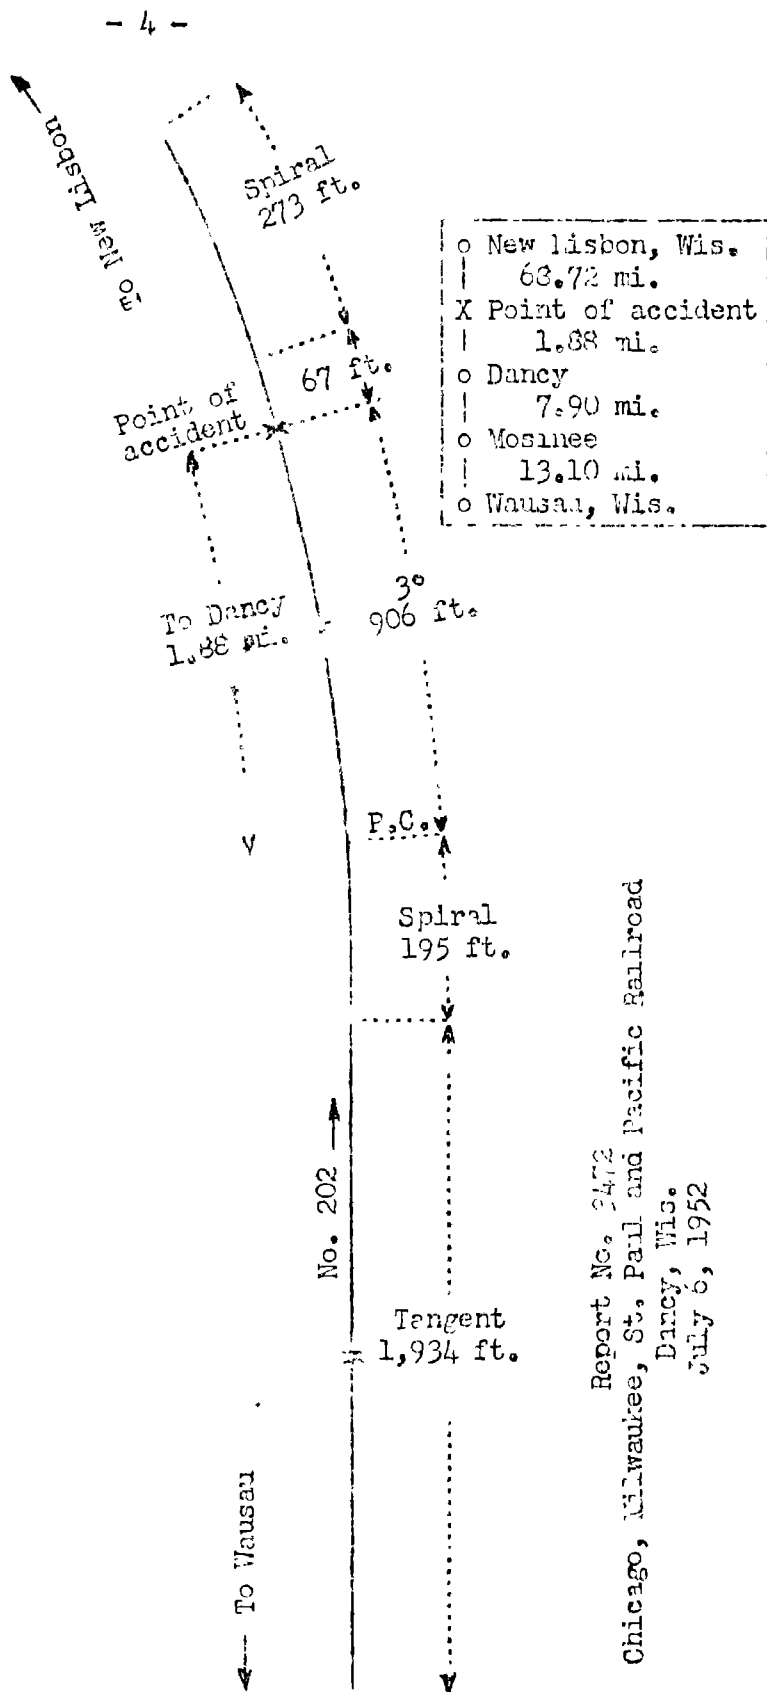 - 4 -
To New Lisbon
Spiral
273 ft.
o New Lisbon, Wis.
68.72 mi.
X Point of accident
1.88 mi.
o Dancy
7.90 mi.
o Mosinee
13.10 mi.
o Wausau, Wis.
67 ft.
Point of
accident
To Dancy
1.88 mi.
3°
906 ft.
P.C.
Spiral
195 ft.
No. 202
Tangent
1,934 ft.
To Wausau
Report No. 3472
Chicago, Milwaukee, St. Paul and Pacific Railroad
Dancy, Wis.
July 6, 1952